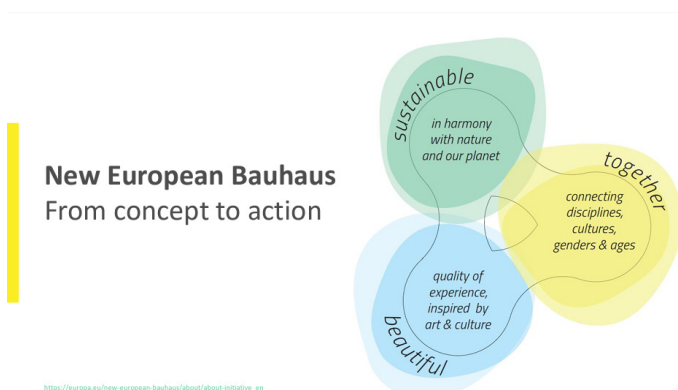 New European Bauhaus
From concept to action
sustainable
in harmony
with nature
and our planet
together
connecting
disciplines,
cultures,
genders & ages
quality of
experience,
inspired by
art & culture
beautiful
https://europa.eu/new-european-bauhaus/about/about-initiative_en